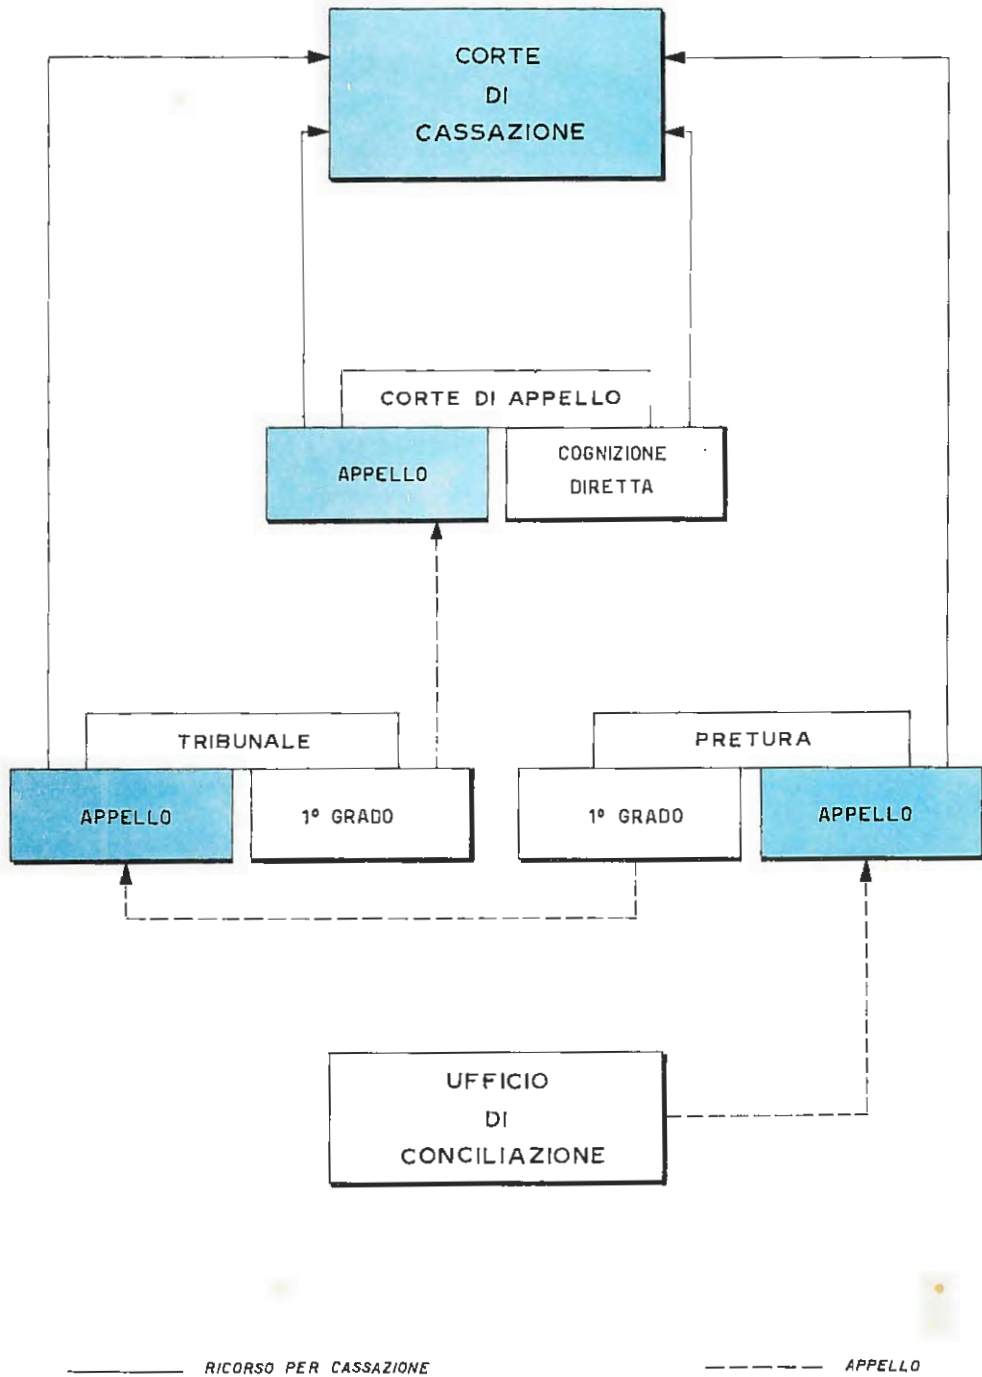 CORTE
DI
CASSAZIONE
CORTE DI APPELLO
APPELLO
COGNIZIONE
DIRETTA
TRIBUNALE
APPELLO
1º GRADO
PRETURA
1º GRADO
APPELLO
UFFICIO
DI
CONCILIAZIONE
RICORSO PER CASSAZIONE
APPELLO